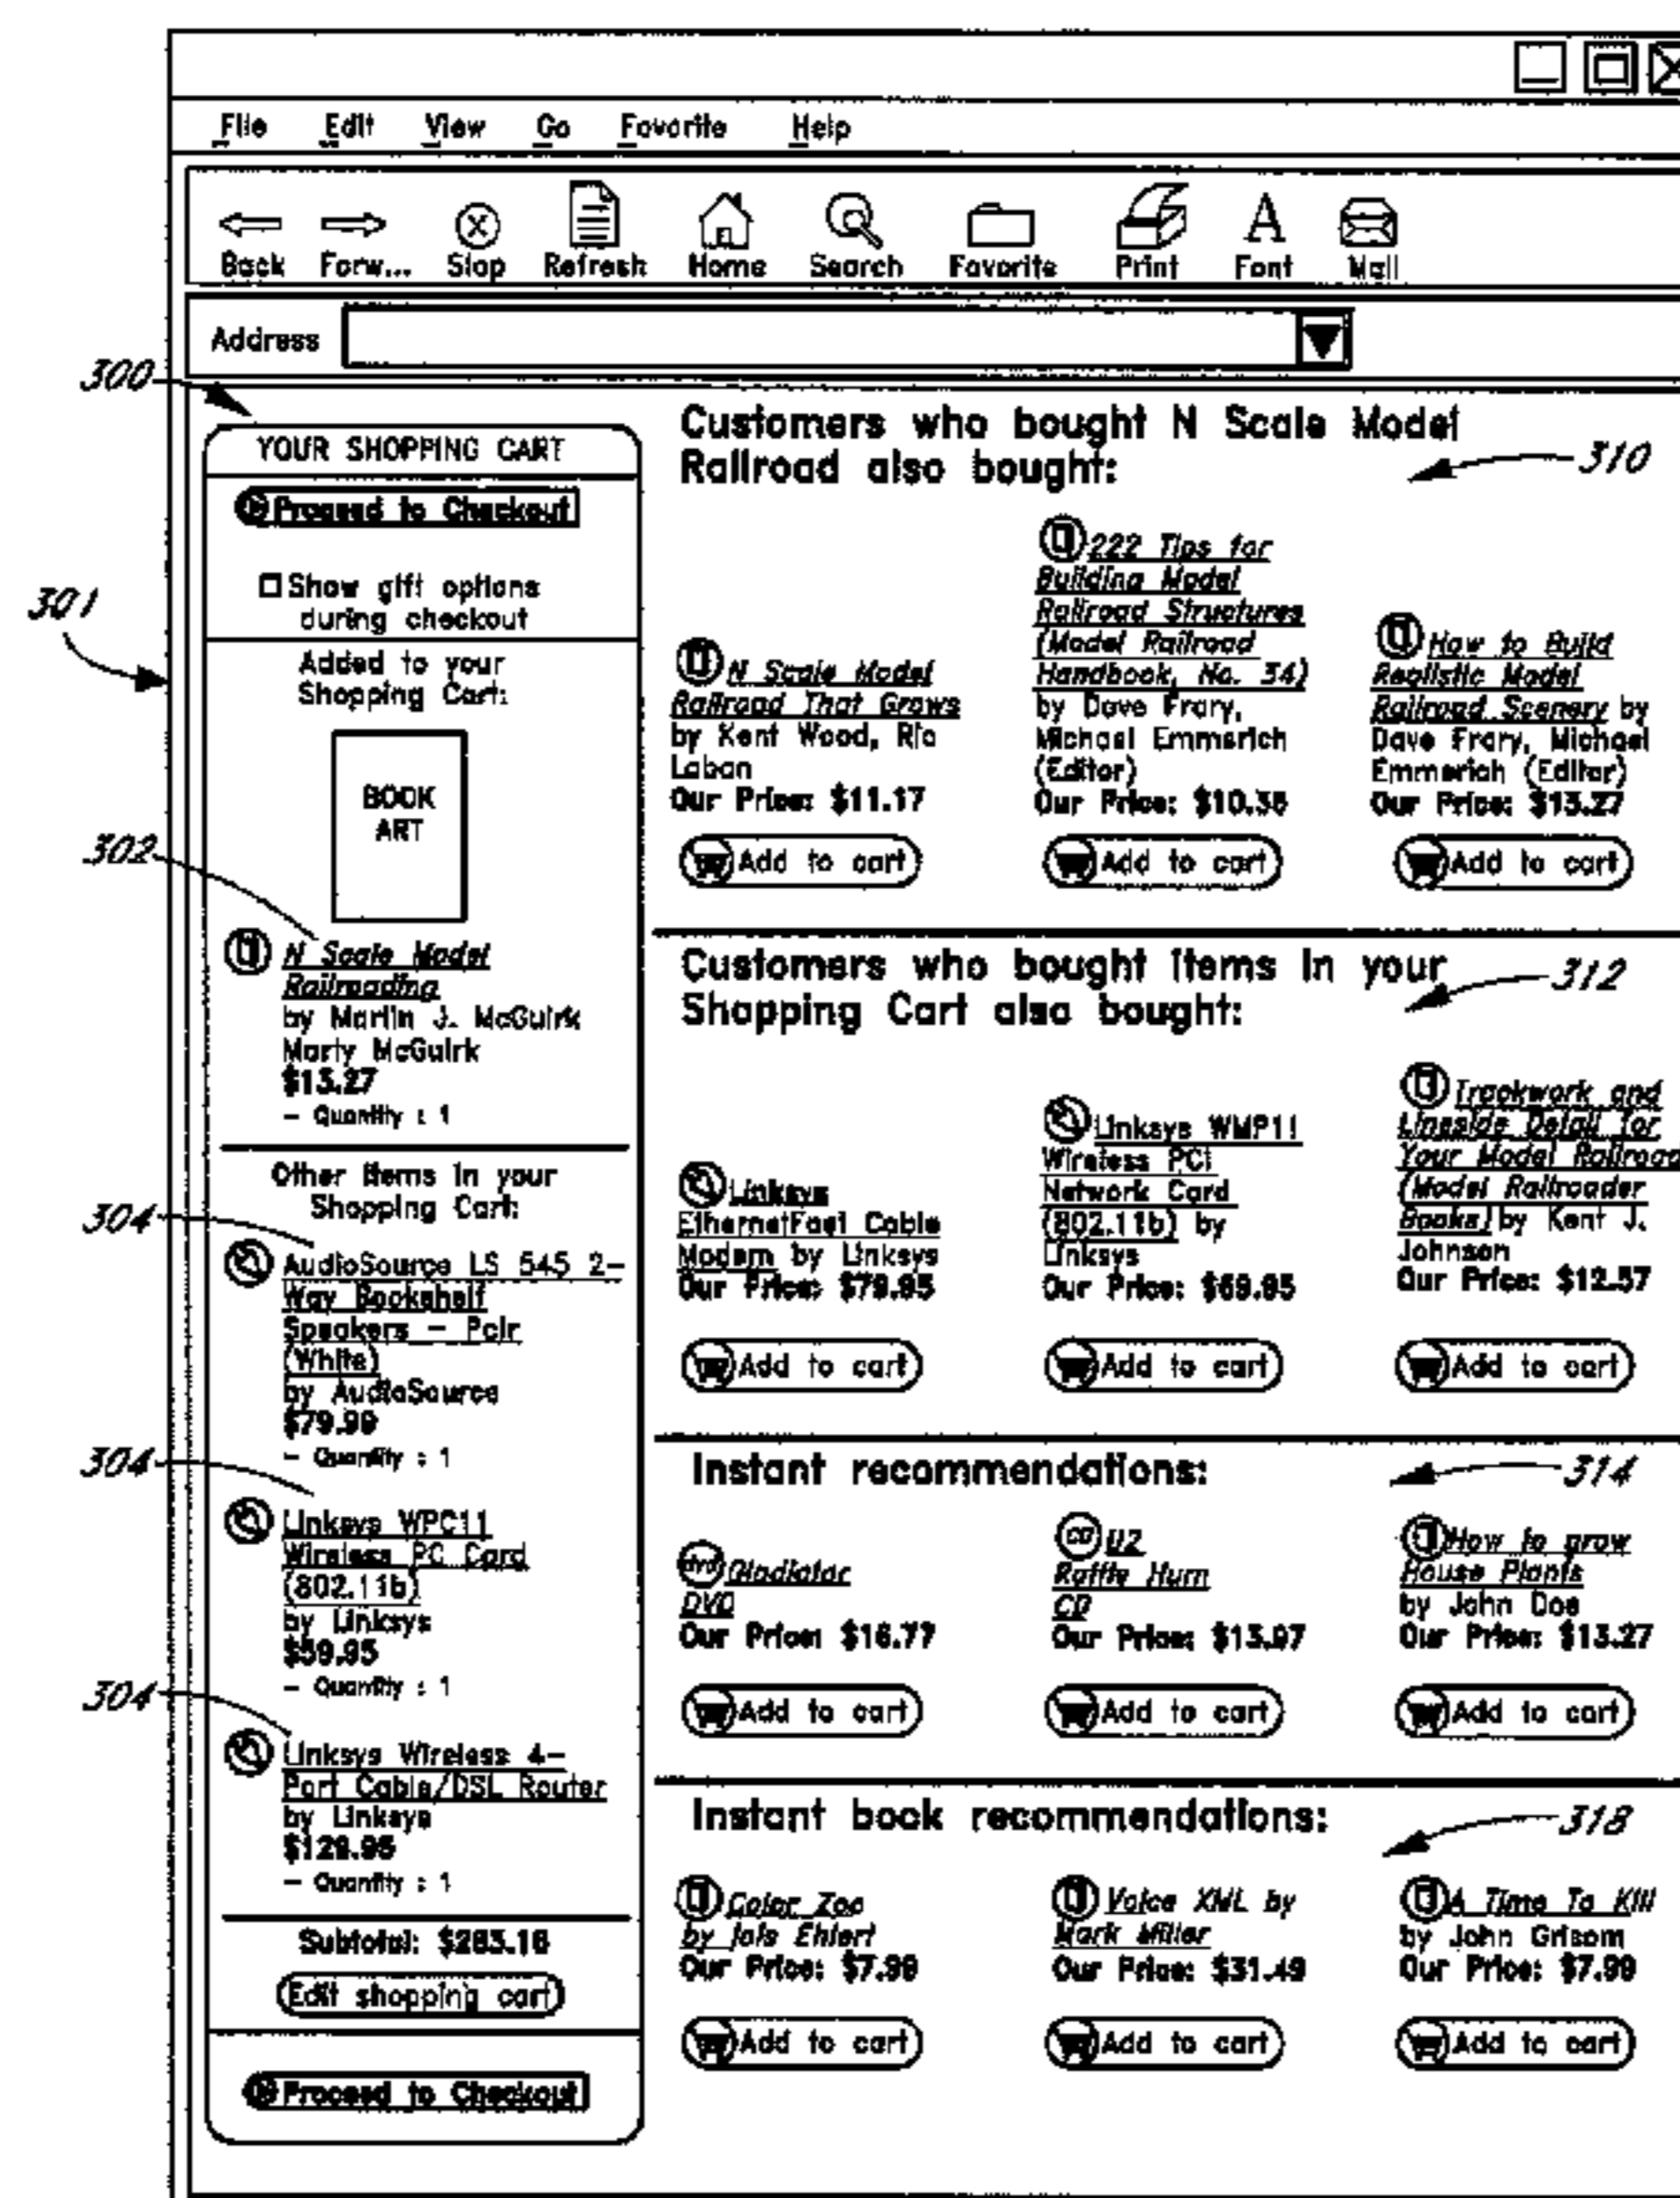 File Edit View Go Favorite Help
Back Forw... Stop Refresh Home Search Favorite Print Font Mail
Address
300
301
YOUR SHOPPING CART
Proceed to Checkout
Show gift options
during checkout
Added to your
Shopping Cart:
BOOK
ART
302
N Scale Model
Railroading
by Martin J. McGuirk
Marty McGuirk
$13.27
- Quantity : 1
Other items in your
Shopping Cart:
304
AudioSource LS 545 2-
Way Bookshelf
Speakers - Pair
(White)
by AudioSource
$79.99
- Quantity : 1
304
Linksys WPC11
Wireless PC Card
(802.11b)
by Linksys
$59.95
- Quantity : 1
304
Linksys Wireless 4-
Port Cable/DSL Router
by Linksys
$129.95
- Quantity : 1
Subtotal: $283.16
Edit shopping cart
Proceed to Checkout
Customers who bought N Scale Model
Railroad also bought:
310
N Scale Model
Railroad That Grows
by Kent Wood, Ric
Laban
Our Price: $11.17
Add to cart
222 Tips for
Building Model
Railroad Structures
(Model Railroad
Handbook, No. 34)
by Dave Frary,
Michael Emmerich
(Editor)
Our Price: $10.36
Add to cart
How to Build
Realistic Model
Railroad Scenery by
Dave Frary, Michael
Emmerich (Editor)
Our Price: $13.27
Add to cart
Customers who bought items in your
Shopping Cart also bought:
312
Linksys
EthernetFast Cable
Modem by Linksys
Our Price: $79.95
Add to cart
Linksys WMP11
Wireless PCI
Network Card
(802.11b) by
Linksys
Our Price: $69.95
Add to cart
Trackwork and
Lineside Detail for
Your Model Railroad
(Model Railroader
Books) by Kent J.
Johnson
Our Price: $12.57
Add to cart
Instant recommendations:
314
dvd Gladiator
DVD
Our Price: $16.77
Add to cart
CD U2
Rattle Hum
CD
Our Price: $13.97
Add to cart
How to grow
House Plants
by John Doe
Our Price: $13.27
Add to cart
Instant book recommendations:
318
Color Zoo
by lois Ehlert
Our Price: $7.99
Add to cart
Voice XML by
Mark Miller
Our Price: $31.49
Add to cart
A Time To Kill
by John Grisom
Our Price: $7.99
Add to cart